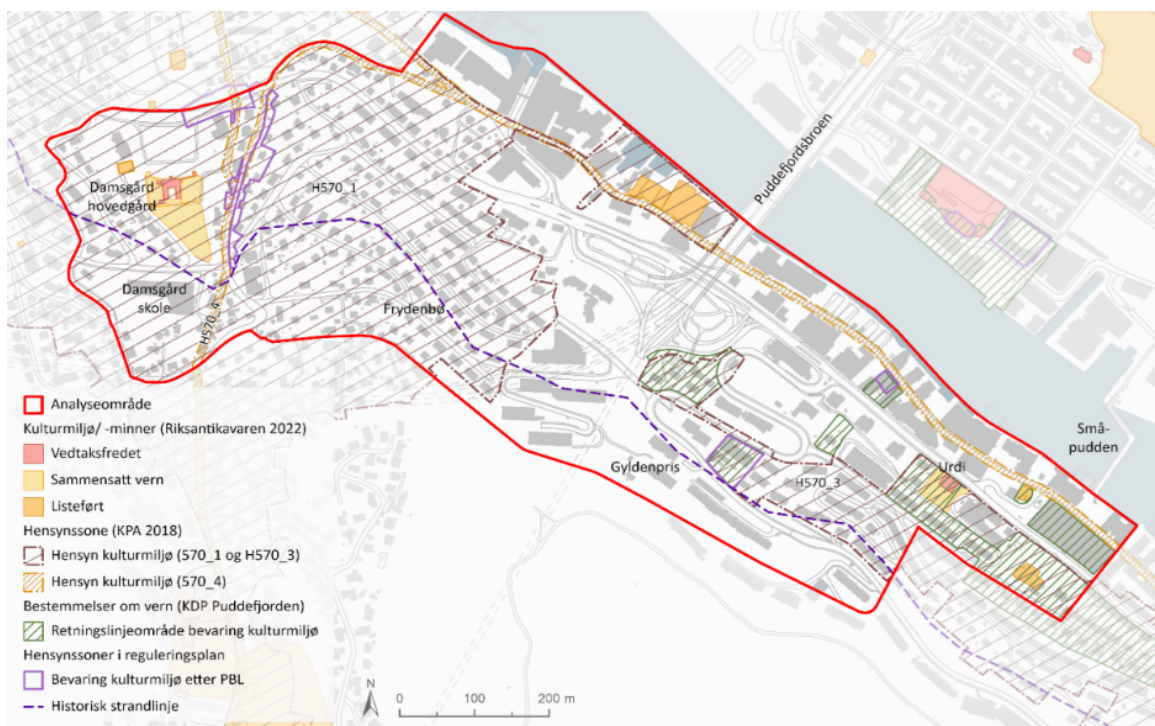 Puddefjordsbroen
Damsgård
hovedgård
H570_1
Damsgård
skole
H570_4
Frydenbø
Små-
pudden
Gyldenpris
Urdi
H570_3
Analyseområde
Kulturmiljø/ -minner (Riksantikavaren 2022)
Vedtaksfredet
Sammensatt vern
Listeført
Hensynssone (KPA 2018)
Hensyn kulturmiljø (570_1 og H570_3)
Hensyn kulturmiljø (570_4)
Bestemmelser om vern (KDP Puddefjorden)
Retningslinjeområde bevaring kulturmiljø
Hensynssoner i reguleringsplan
Bevaring kulturmiljø etter PBL
Historisk strandlinje
N
0 100 200 m